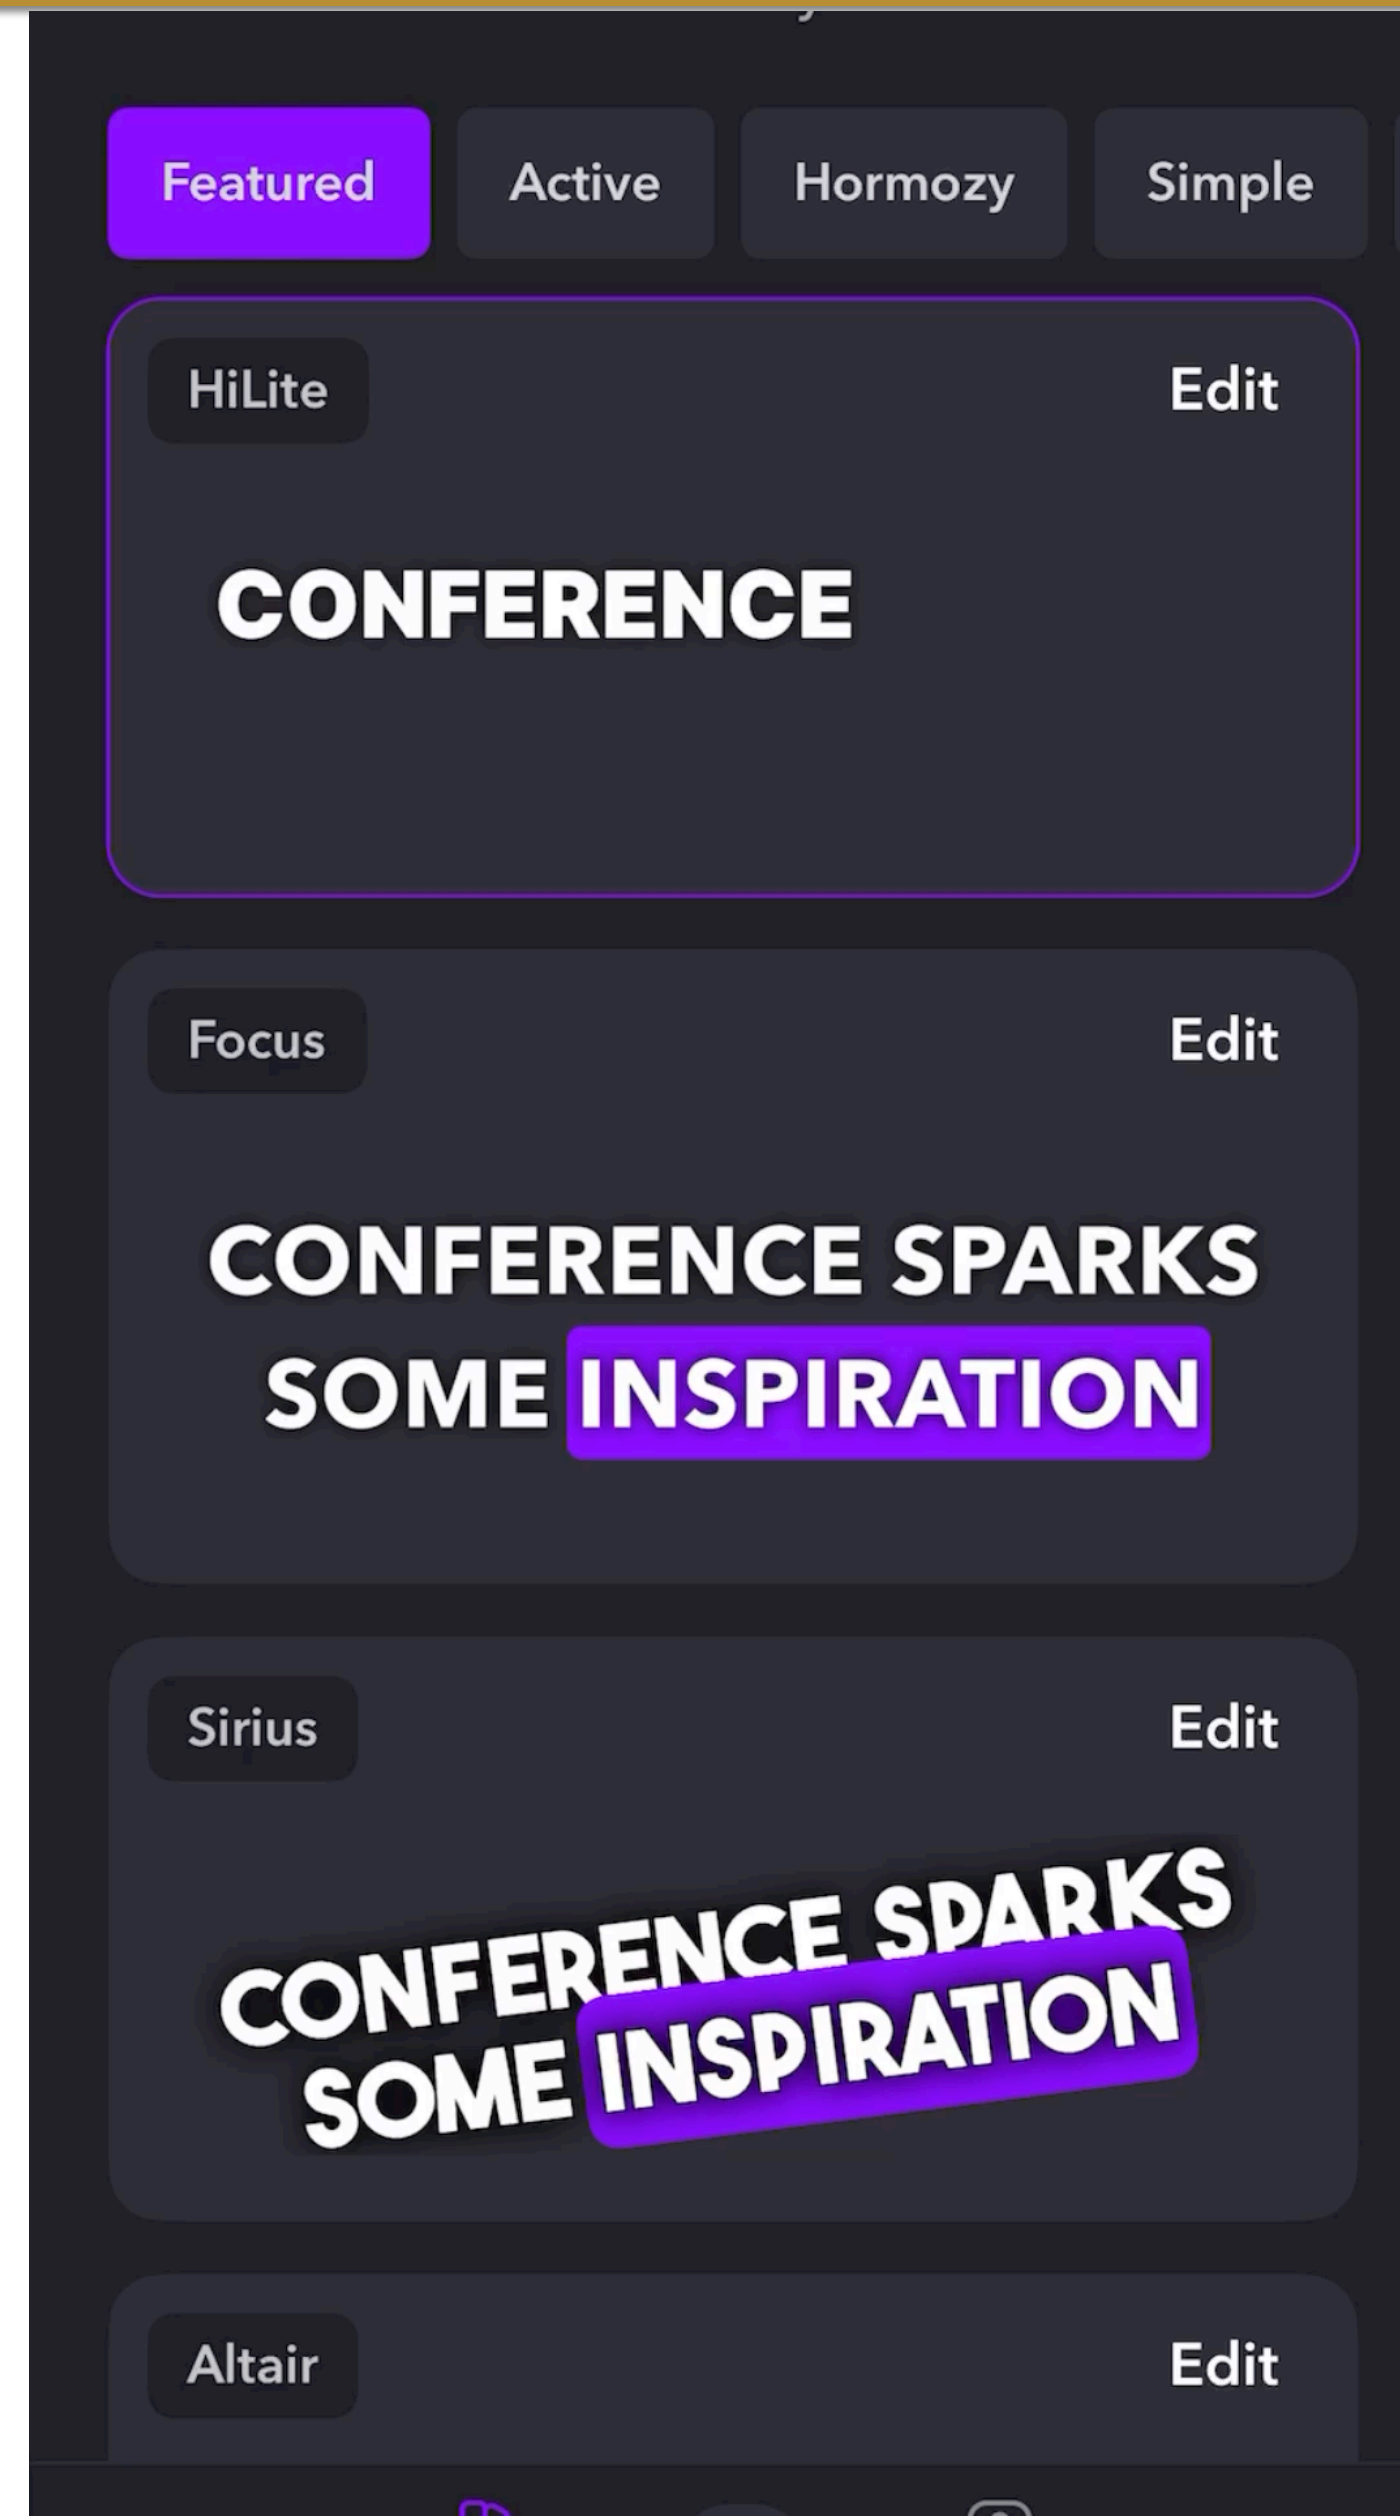 Featured Active Hormozy Simple
HiLite Edit
CONFERENCE
Focus Edit
CONFERENCE SPARKS
SOME INSPIRATION
Sirius Edit
CONFERENCE SPARKS
SOME INSPIRATION
Altair Edit